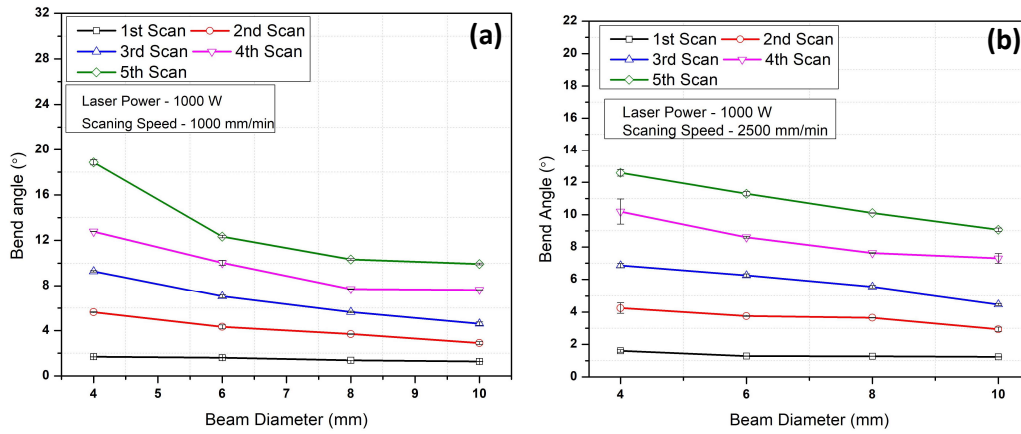 (a)
1st Scan 2nd Scan
3rd Scan 4th Scan
5th Scan
Laser Power - 1000 W
Scaning Speed - 1000 mm/min
Bend angle (°)
32
28
24
20
16
12
8
4
0
4 5 6 7 8 9 10
Beam Diameter (mm)
(b)
1st Scan 2nd Scan
3rd Scan 4th Scan
5th Scan
Laser Power - 1000 W
Scaning Speed - 2500 mm/min
Bend Angle (°)
22
20
18
16
14
12
10
8
6
4
2
0
4 6 8 10
Beam Diameter (mm)